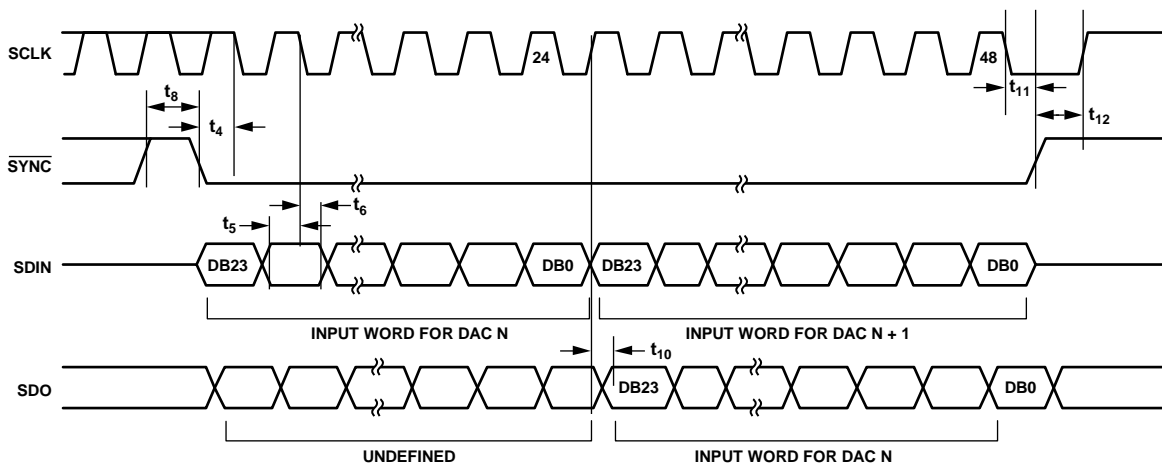 SCLK
24
48
t8
t4
t11
t12
SYNC
t5
t6
SDIN
DB23
DB0
DB23
DB0
INPUT WORD FOR DAC N
INPUT WORD FOR DAC N + 1
t10
SDO
DB23
DB0
UNDEFINED
INPUT WORD FOR DAC N